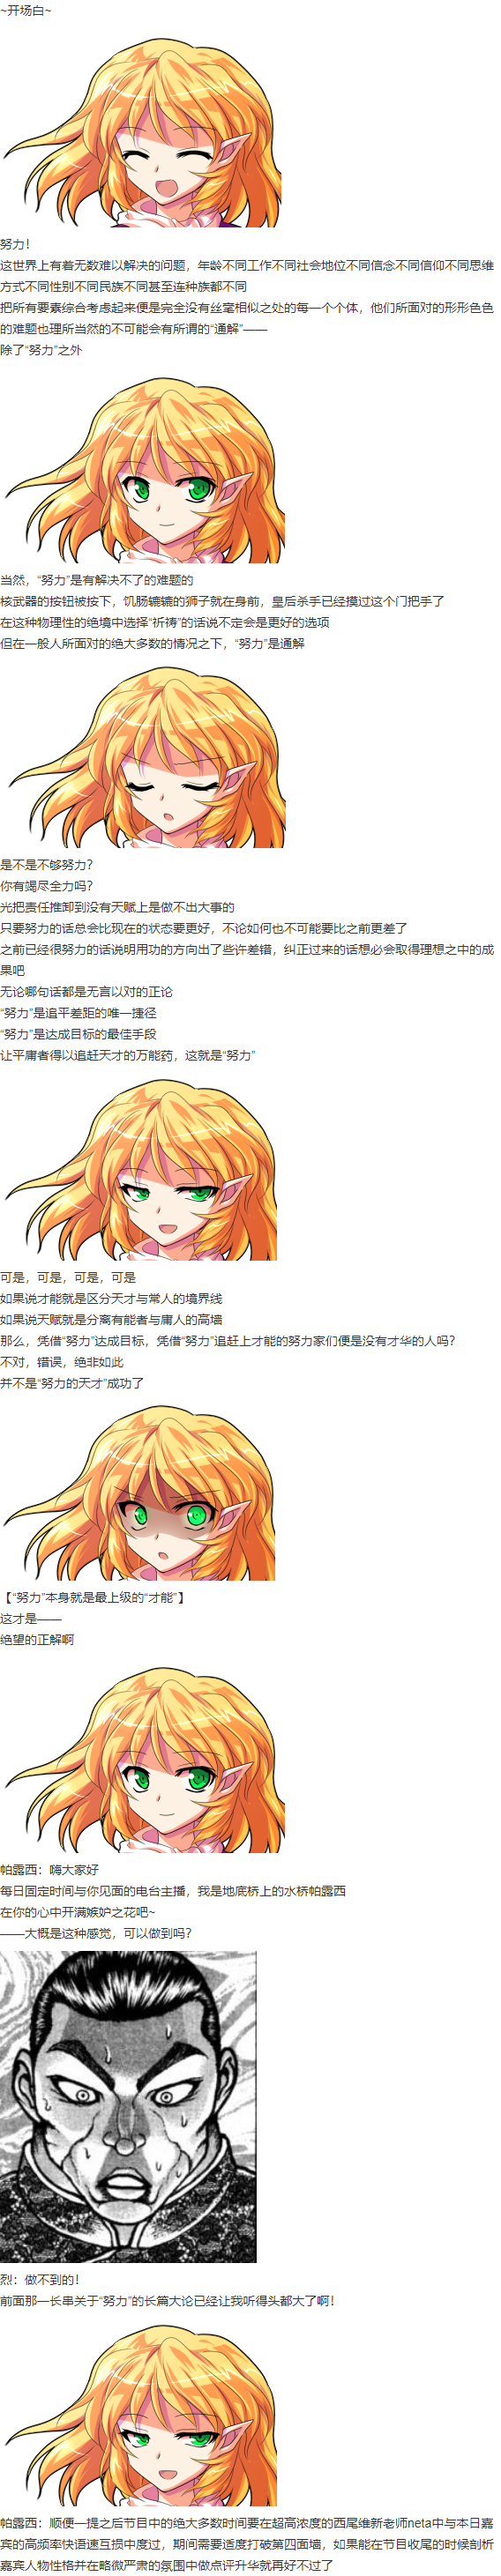 ~开场白~
努力！
这世界上有着无数难以解决的问题，年龄不同工作不同社会地位不同信念不同信仰不同思维
方式不同性别不同民族不同甚至连种族都不同
把所有要素综合考虑起来便是完全没有丝毫相似之处的每一个个体，他们所面对的形形色色
的难题也理所当然的不可能会有所谓的“通解”——
除了“努力”之外
当然，“努力”是有解决不了的难题的
核武器的按钮被按下，饥肠辘辘的狮子就在身前，皇后杀手已经摸过这个门把手了
在这种物理性的绝境中选择“祈祷”的话说不定会是更好的选项
但在一般人所面对的绝大多数的情况之下，“努力”是通解
是不是不够努力？
你有竭尽全力吗？
光把责任推卸到没有天赋上是做不出大事的
只要努力的话总会比现在的状态要更好，不论如何也不可能要比之前更差了
之前已经很努力的话说明用功的方向出了些许差错，纠正过来的话想必会取得理想之中的成
果吧
无论哪句话都是无言以对的正论
“努力”是追平差距的唯一捷径
“努力”是达成目标的最佳手段
让平庸者得以追赶天才的万能药，这就是“努力”
可是，可是，可是，可是
如果说才能就是区分天才与常人的境界线
如果说天赋就是分离有能者与庸人的高墙
那么，凭借“努力”达成目标，凭借“努力”追赶上才能的努力家们便是没有才华的人吗？
不对，错误，绝非如此
并不是“努力的天才”成功了
【“努力”本身就是最上级的“才能”】
这才是——
绝望的正解啊
帕露西：嗨大家好
每日固定时间与你见面的电台主播，我是地底桥上的水桥帕露西
在你的心中开满嫉妒之花吧~
——大概是这种感觉，可以做到吗？
烈：做不到的！
前面那一长串关于“努力”的长篇大论已经让我听得头都大了啊！
帕露西：顺便一提之后节目中的绝大多数时间要在超高浓度的西尾维新老师neta中与本日嘉
宾的高频率快语速互损中度过，期间需要适度打破第四面墙，如果能在节目收尾的时候剖析
嘉宾人物性格并在略微严肃的氛围中做点评升华就再好不过了